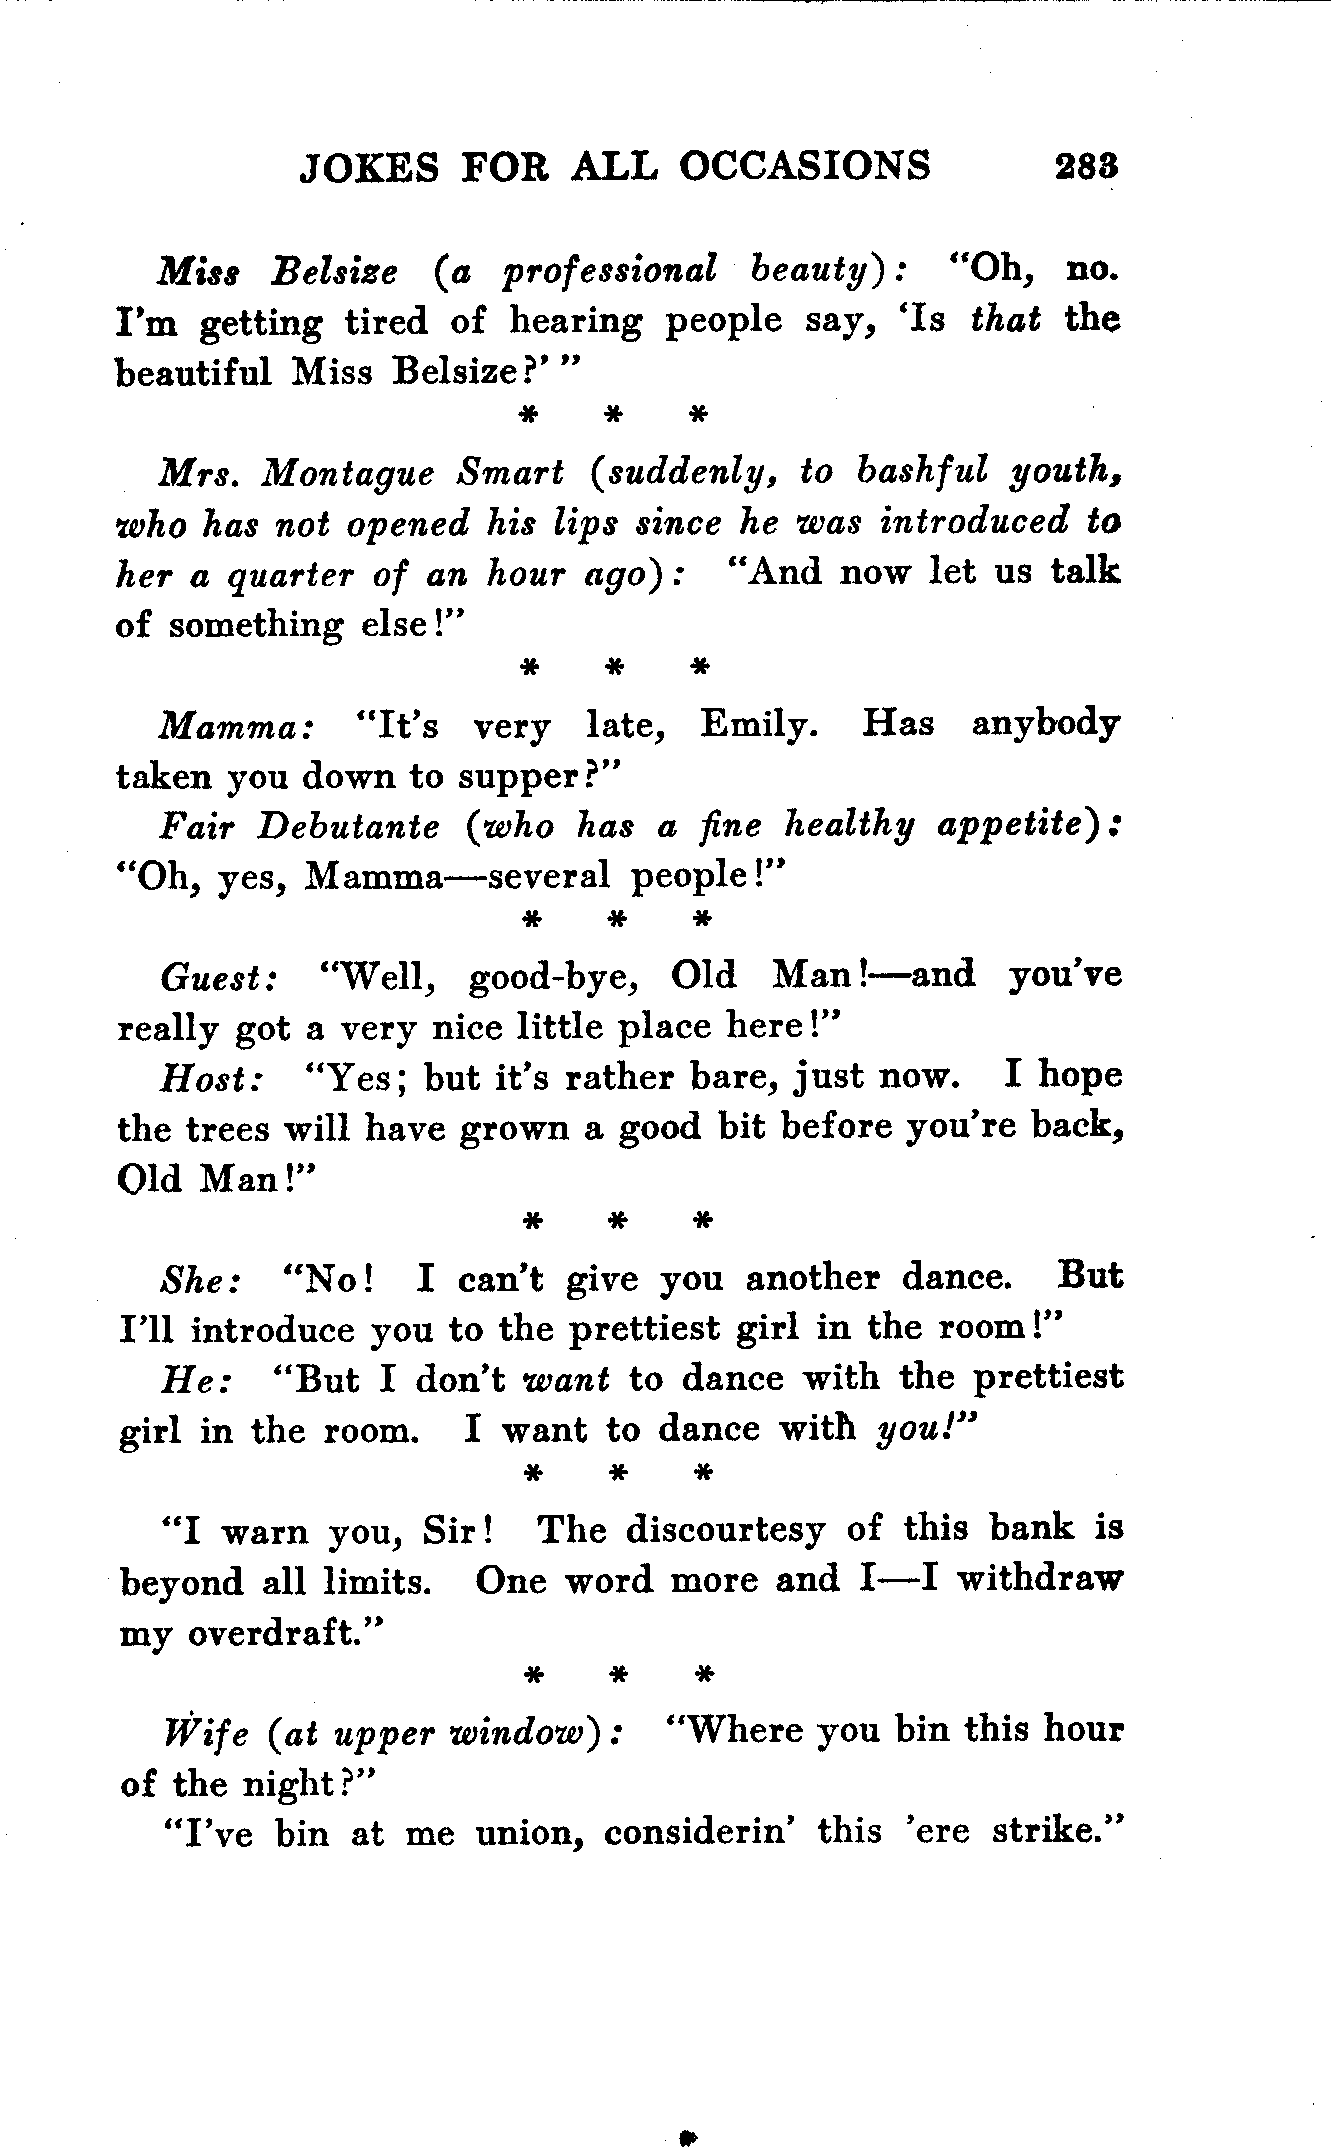 JOKES FOR ALL OCCASIONS 283
Miss Belsize (a professional beauty): "Oh, no.
I'm getting tired of hearing people say, 'Is that the
beautiful Miss Belsize?' "
* * *
Mrs. Montague Smart (suddenly, to bashful youth,
who has not opened his lips since he was introduced to
her a quarter of an hour ago): "And now let us talk
of something else!"
* * *
Mamma: "It's very late, Emily. Has anybody
taken you down to supper?"
Fair Debutante (who has a fine healthy appetite):
"Oh, yes, Mamma—several people!"
* * *
Guest: "Well, good-bye, Old Man!—and you've
really got a very nice little place here!"
Host: "Yes; but it's rather bare, just now. I hope
the trees will have grown a good bit before you're back,
Old Man!"
* * *
She: "No! I can't give you another dance. But
I'll introduce you to the prettiest girl in the room!"
He: "But I don't want to dance with the prettiest
girl in the room. I want to dance with you!"
* * *
"I warn you, Sir! The discourtesy of this bank is
beyond all limits. One word more and I—I withdraw
my overdraft."
* * *
Wife (at upper window): "Where you bin this hour
of the night?"
"I've bin at me union, considerin' this 'ere strike."